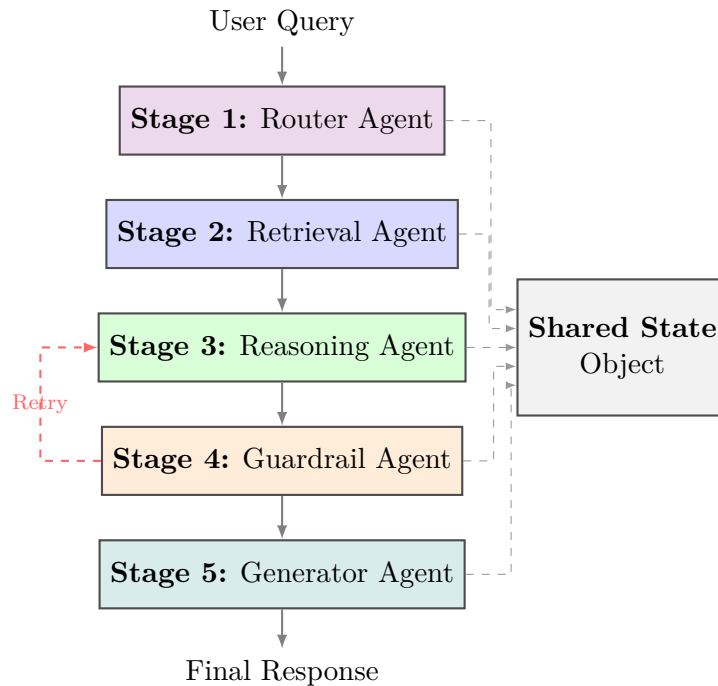 User Query
Stage 1: Router Agent
Stage 2: Retrieval Agent
Stage 3: Reasoning Agent
Shared State
Object
Retry
Stage 4: Guardrail Agent
Stage 5: Generator Agent
Final Response